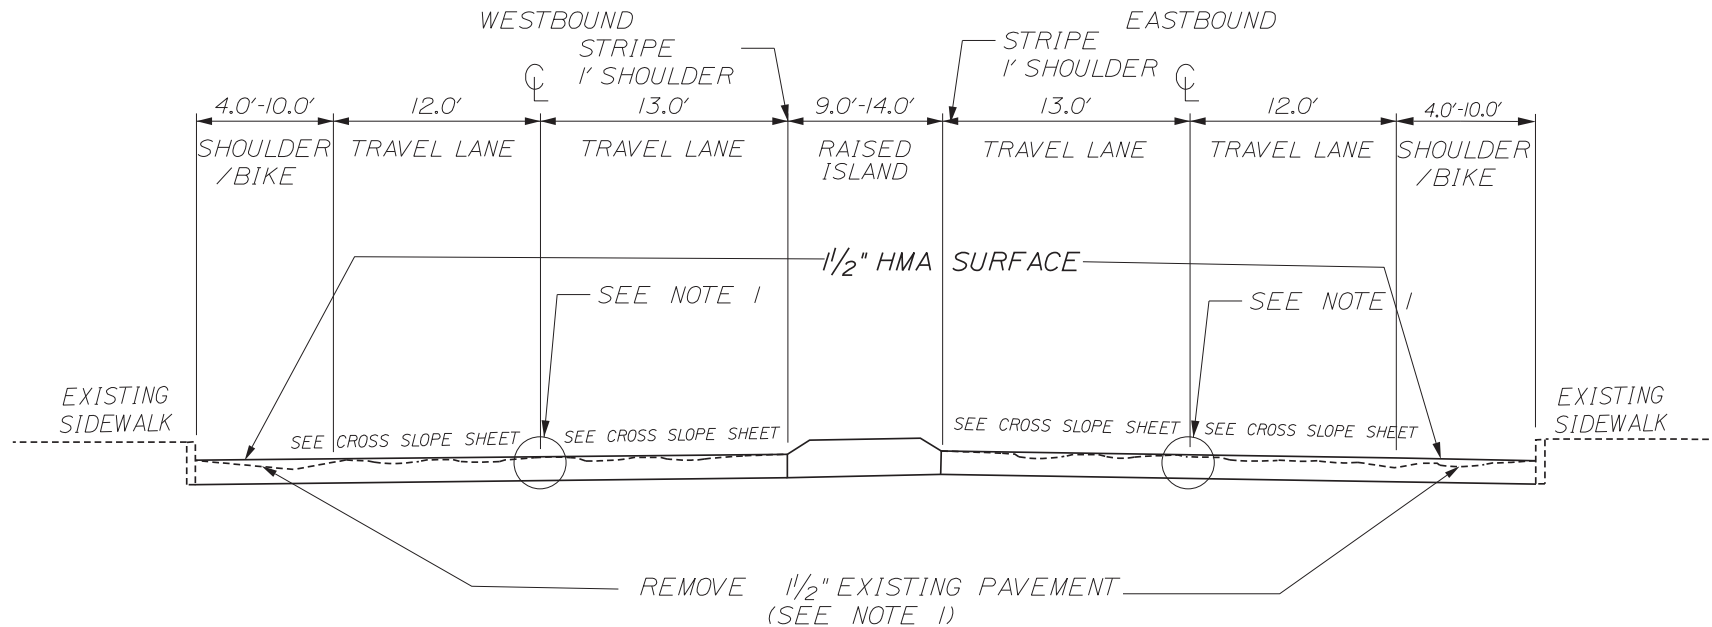 WESTBOUND
EASTBOUND
STRIPE
1' SHOULDER
STRIPE
1' SHOULDER
℄
℄
4.0'-10.0'
12.0'
13.0'
9.0'-14.0'
13.0'
12.0'
4.0'-10.0'
SHOULDER
/BIKE
TRAVEL LANE
TRAVEL LANE
RAISED
ISLAND
TRAVEL LANE
TRAVEL LANE
SHOULDER
/BIKE
1½" HMA SURFACE
SEE NOTE 1
SEE NOTE 1
EXISTING
SIDEWALK
EXISTING
SIDEWALK
SEE CROSS SLOPE SHEET
SEE CROSS SLOPE SHEET
SEE CROSS SLOPE SHEET
SEE CROSS SLOPE SHEET
REMOVE 1½" EXISTING PAVEMENT
(SEE NOTE 1)